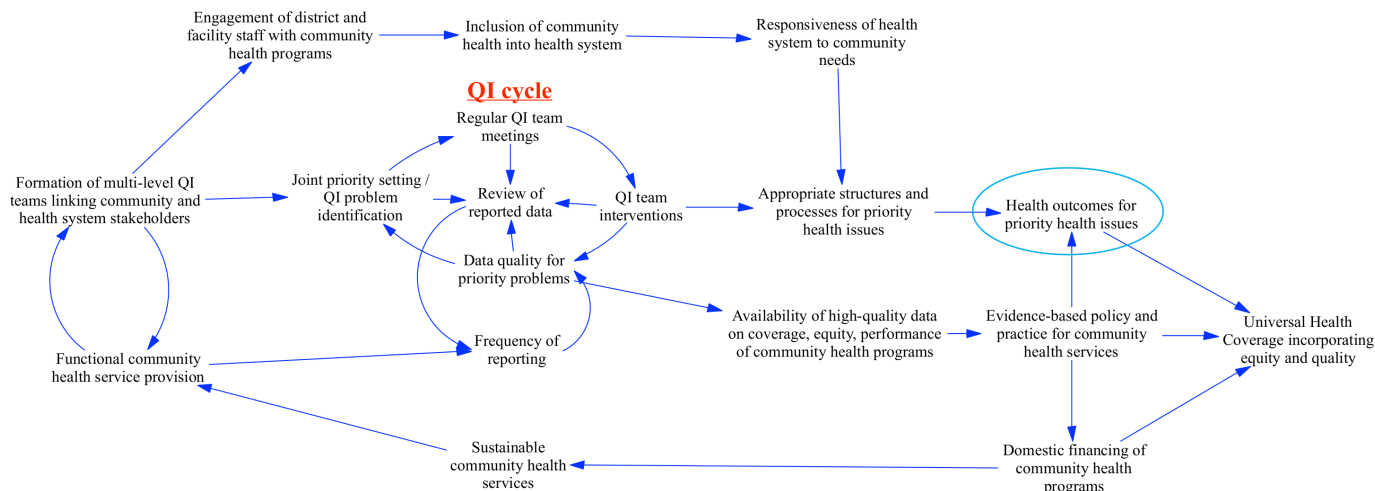 Engagement of district and
facility staff with community
health programs
Inclusion of community
health into health system
Responsiveness of health
system to community
needs
QI cycle
Regular QI team
meetings
Formation of multi-level QI
teams linking community and
health system stakeholders
Joint priority setting /
QI problem
identification
Review of
reported data
QI team
interventions
Appropriate structures and
processes for priority
health issues
Health outcomes for
priority health issues
Data quality for
priority problems
Functional community
health service provision
Frequency of
reporting
Availability of high-quality data
on coverage, equity, performance
of community health programs
Evidence-based policy and
practice for community
health services
Universal Health
Coverage incorporating
equity and quality
Sustainable
community health
services
Domestic financing of
community health
programs